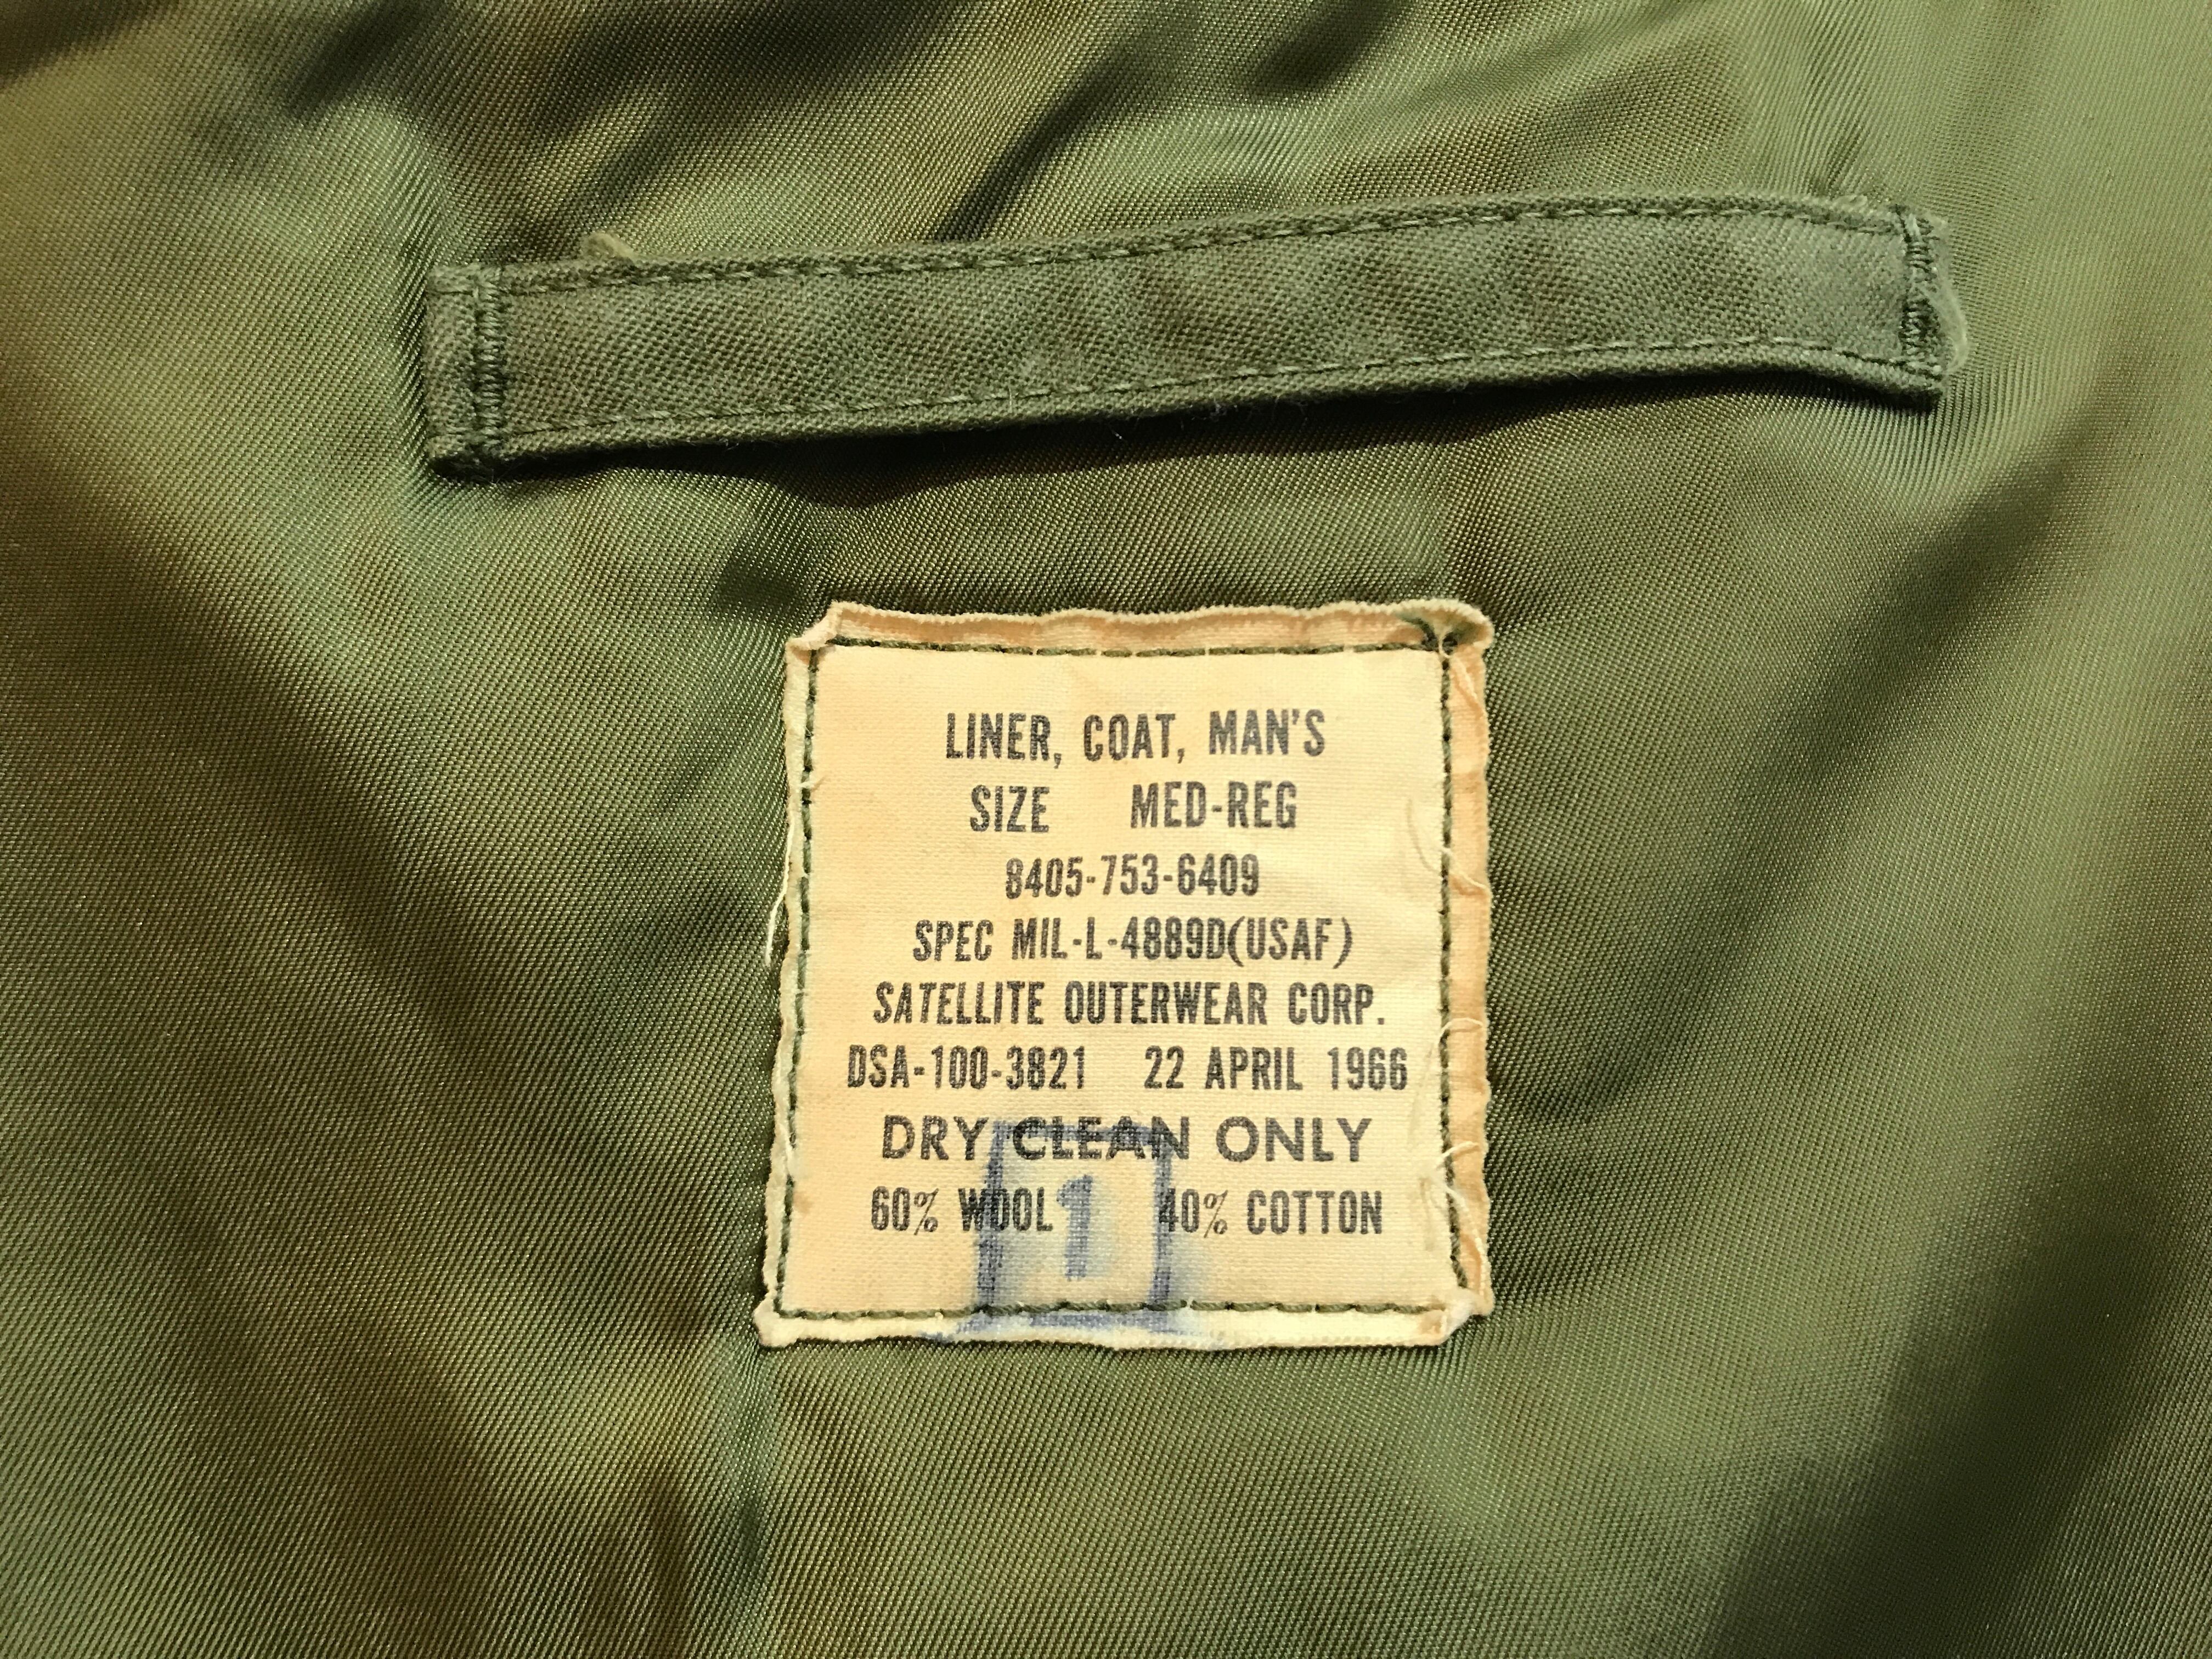 LINER, COAT, MAN'S
SIZE MED-REG
8405-753-6409
SPEC MIL-L-4889D(USAF)
SATELLITE OUTERWEAR CORP.
DSA-100-3821 22 APRIL 1966
DRY CLEAN ONLY
60% WOOL 40% COTTON
1